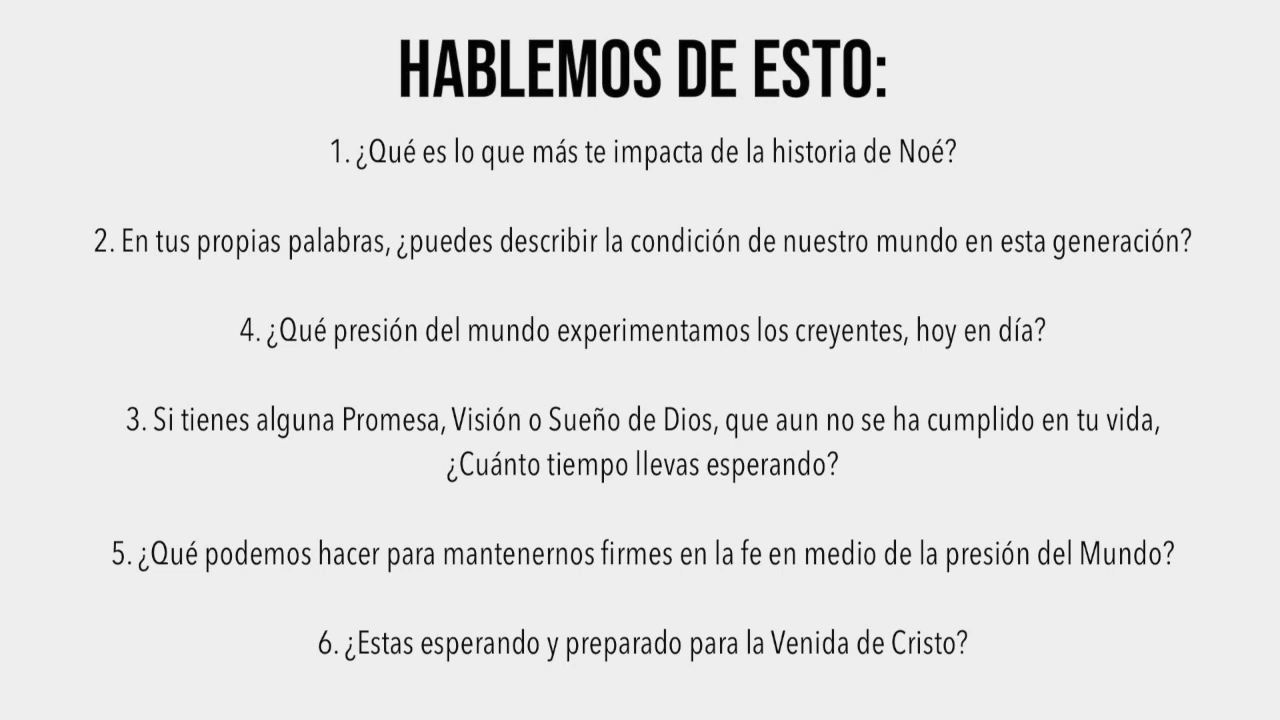 HABLEMOS DE ESTO:
1. ¿Qué es lo que más te impacta de la historia de Noé?
2. En tus propias palabras, ¿puedes describir la condición de nuestro mundo en esta generación?
4. ¿Qué presión del mundo experimentamos los creyentes, hoy en día?
3. Si tienes alguna Promesa, Visión o Sueño de Dios, que aun no se ha cumplido en tu vida,
¿Cuánto tiempo llevas esperando?
5. ¿Qué podemos hacer para mantenernos firmes en la fe en medio de la presión del Mundo?
6. ¿Estas esperando y preparado para la Venida de Cristo?